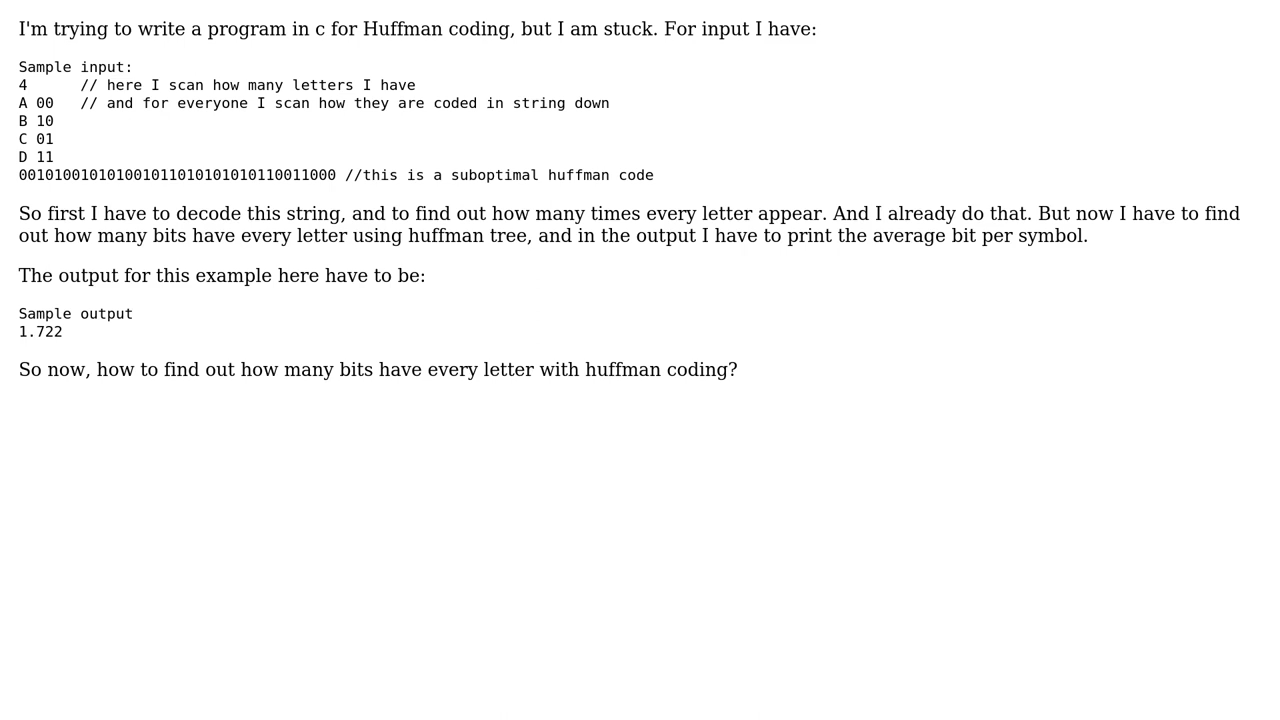 I'm trying to write a program in c for Huffman coding, but I am stuck. For input I have:
Sample input:
4      // here I scan how many letters I have
A 00   // and for everyone I scan how they are coded in string down
B 10
C 01
D 11
001010010101001011010101010110011000 //this is a suboptimal huffman code
So first I have to decode this string, and to find out how many times every letter appear. And I already do that. But now I have to find
out how many bits have every letter using huffman tree, and in the output I have to print the average bit per symbol.
The output for this example here have to be:
Sample output
1.722
So now, how to find out how many bits have every letter with huffman coding?